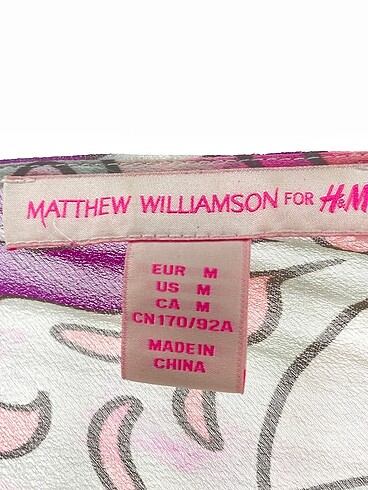 MATTHEW WILLIAMSON FOR H&M
EUR M
US M
CA M
CN170/92A
MADE IN
CHINA